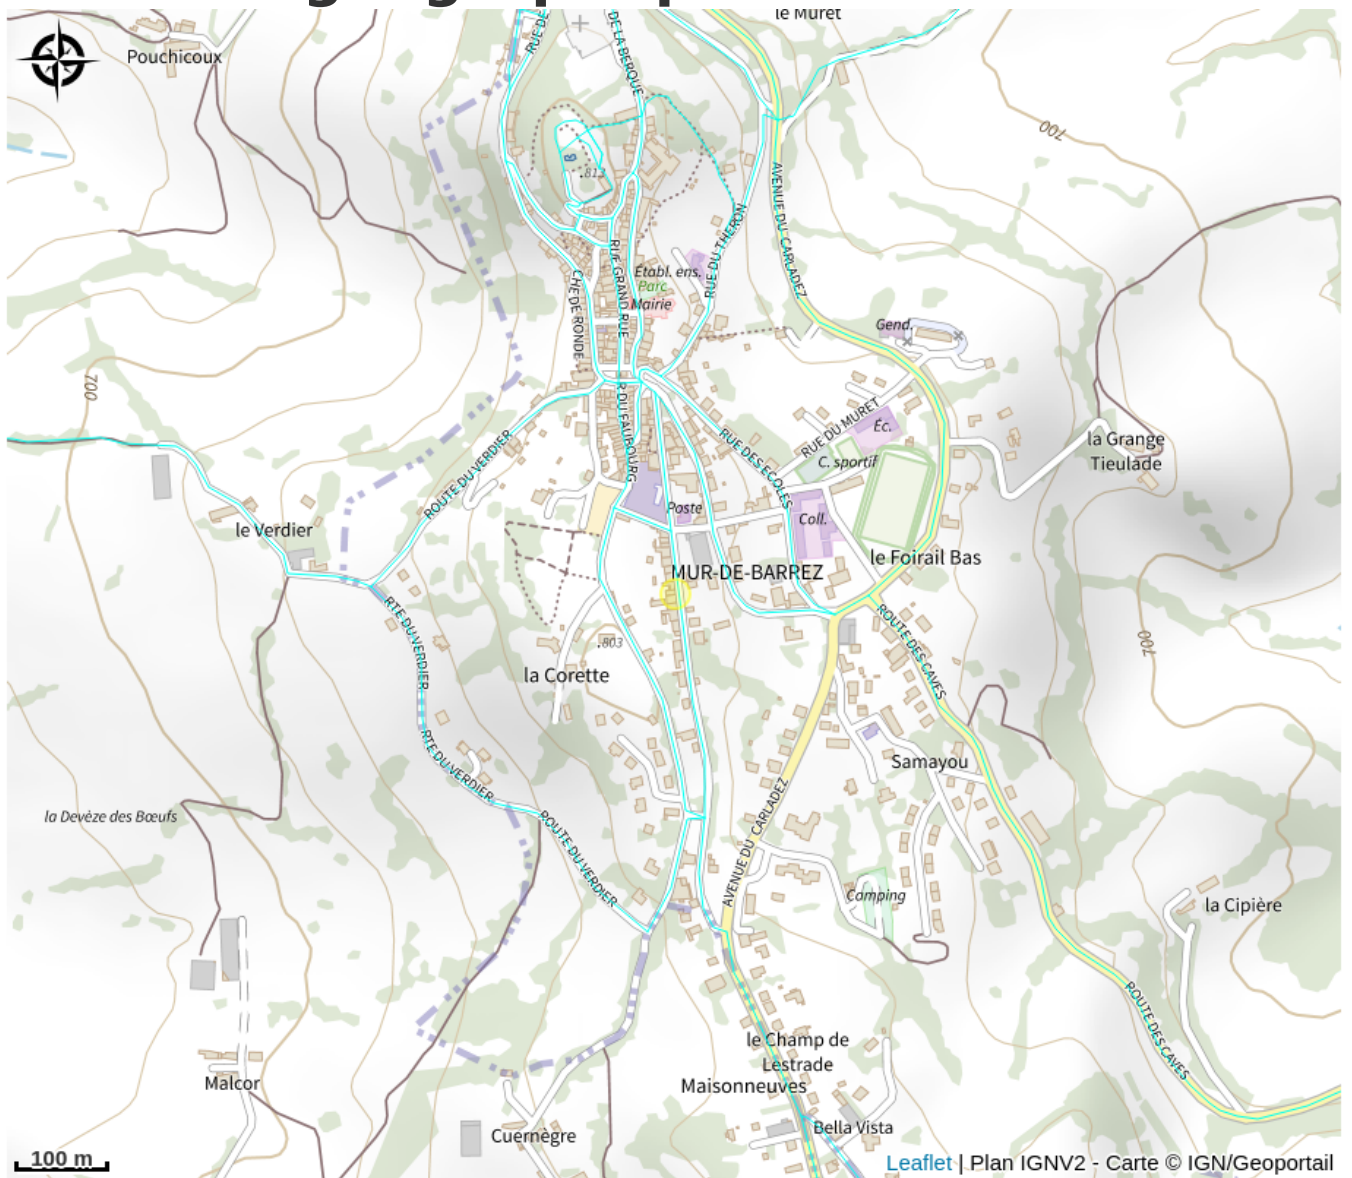 le Muret
Pouchicoux
RUE DE
DE LA BERQUE
700
.813
AVENUE DU CARLADEZ
RUE DU THERON
RUE GRAND RUE
Établ. ens.
Parc
Mairie
CHE DE RONDE
Gend.
700
R DU FAUBOURG
RUE DU MURET
Éc.
la Grange
Tieulade
ROUTE DU VERDIER
RUE DES ECOLES
C. sportif
Poste
Coll.
le Verdier
le Foirail Bas
MUR-DE-BARREZ
RTE DU VERDIER
ROUTE DES CAVES
.803
700
la Corette
RTE DU VERDIER
Samayou
la Devèze des Bœufs
ROUTE DU VERDIER
AVENUE DU CARLADEZ
Camping
la Cipière
ROUTE DES CAVES
le Champ de
Lestrade
Malcor
Maisonneuves
Cuernègre
Bella Vista
100 m
Leaflet | Plan IGNV2 - Carte © IGN/Geoportail